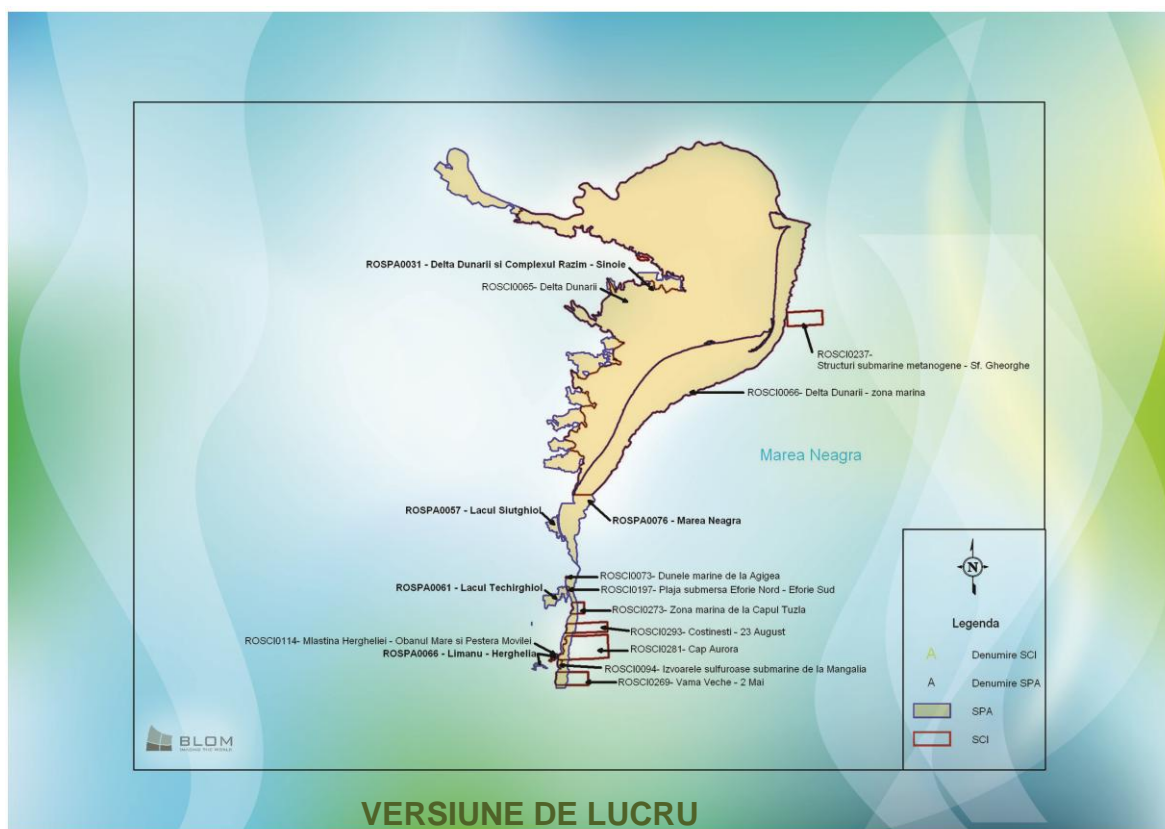 ROSPA0031 - Delta Dunarii si Complexul Razim - Sinoie
ROSCI0065- Delta Dunarii
ROSCI0237-
Structuri submarine metanogene - Sf. Gheorghe
ROSCI0066- Delta Dunarii - zona marina
Marea Neagra
ROSPA0057 - Lacul Siutghiol
ROSPA0076 - Marea Neagra
ROSCI0073- Dunele marine de la Agigea
ROSPA0061 - Lacul Techirghiol
ROSCI0197- Plaja submersa Eforie Nord - Eforie Sud
ROSCI0273- Zona marina de la Capul Tuzla
ROSCI0293- Costinesti - 23 August
ROSCI0114- Mlastina Hergheliei - Obanul Mare si Pestera Movilei
ROSCI0281- Cap Aurora
ROSPA0066 - Limanu - Herghelia
ROSCI0094- Izvoarele sulfuroase submarine de la Mangalia
ROSCI0269- Vama Veche - 2 Mai
N
Legenda
A Denumire SCI
A Denumire SPA
SPA
SCI
BLOM
VERSIUNE DE LUCRU